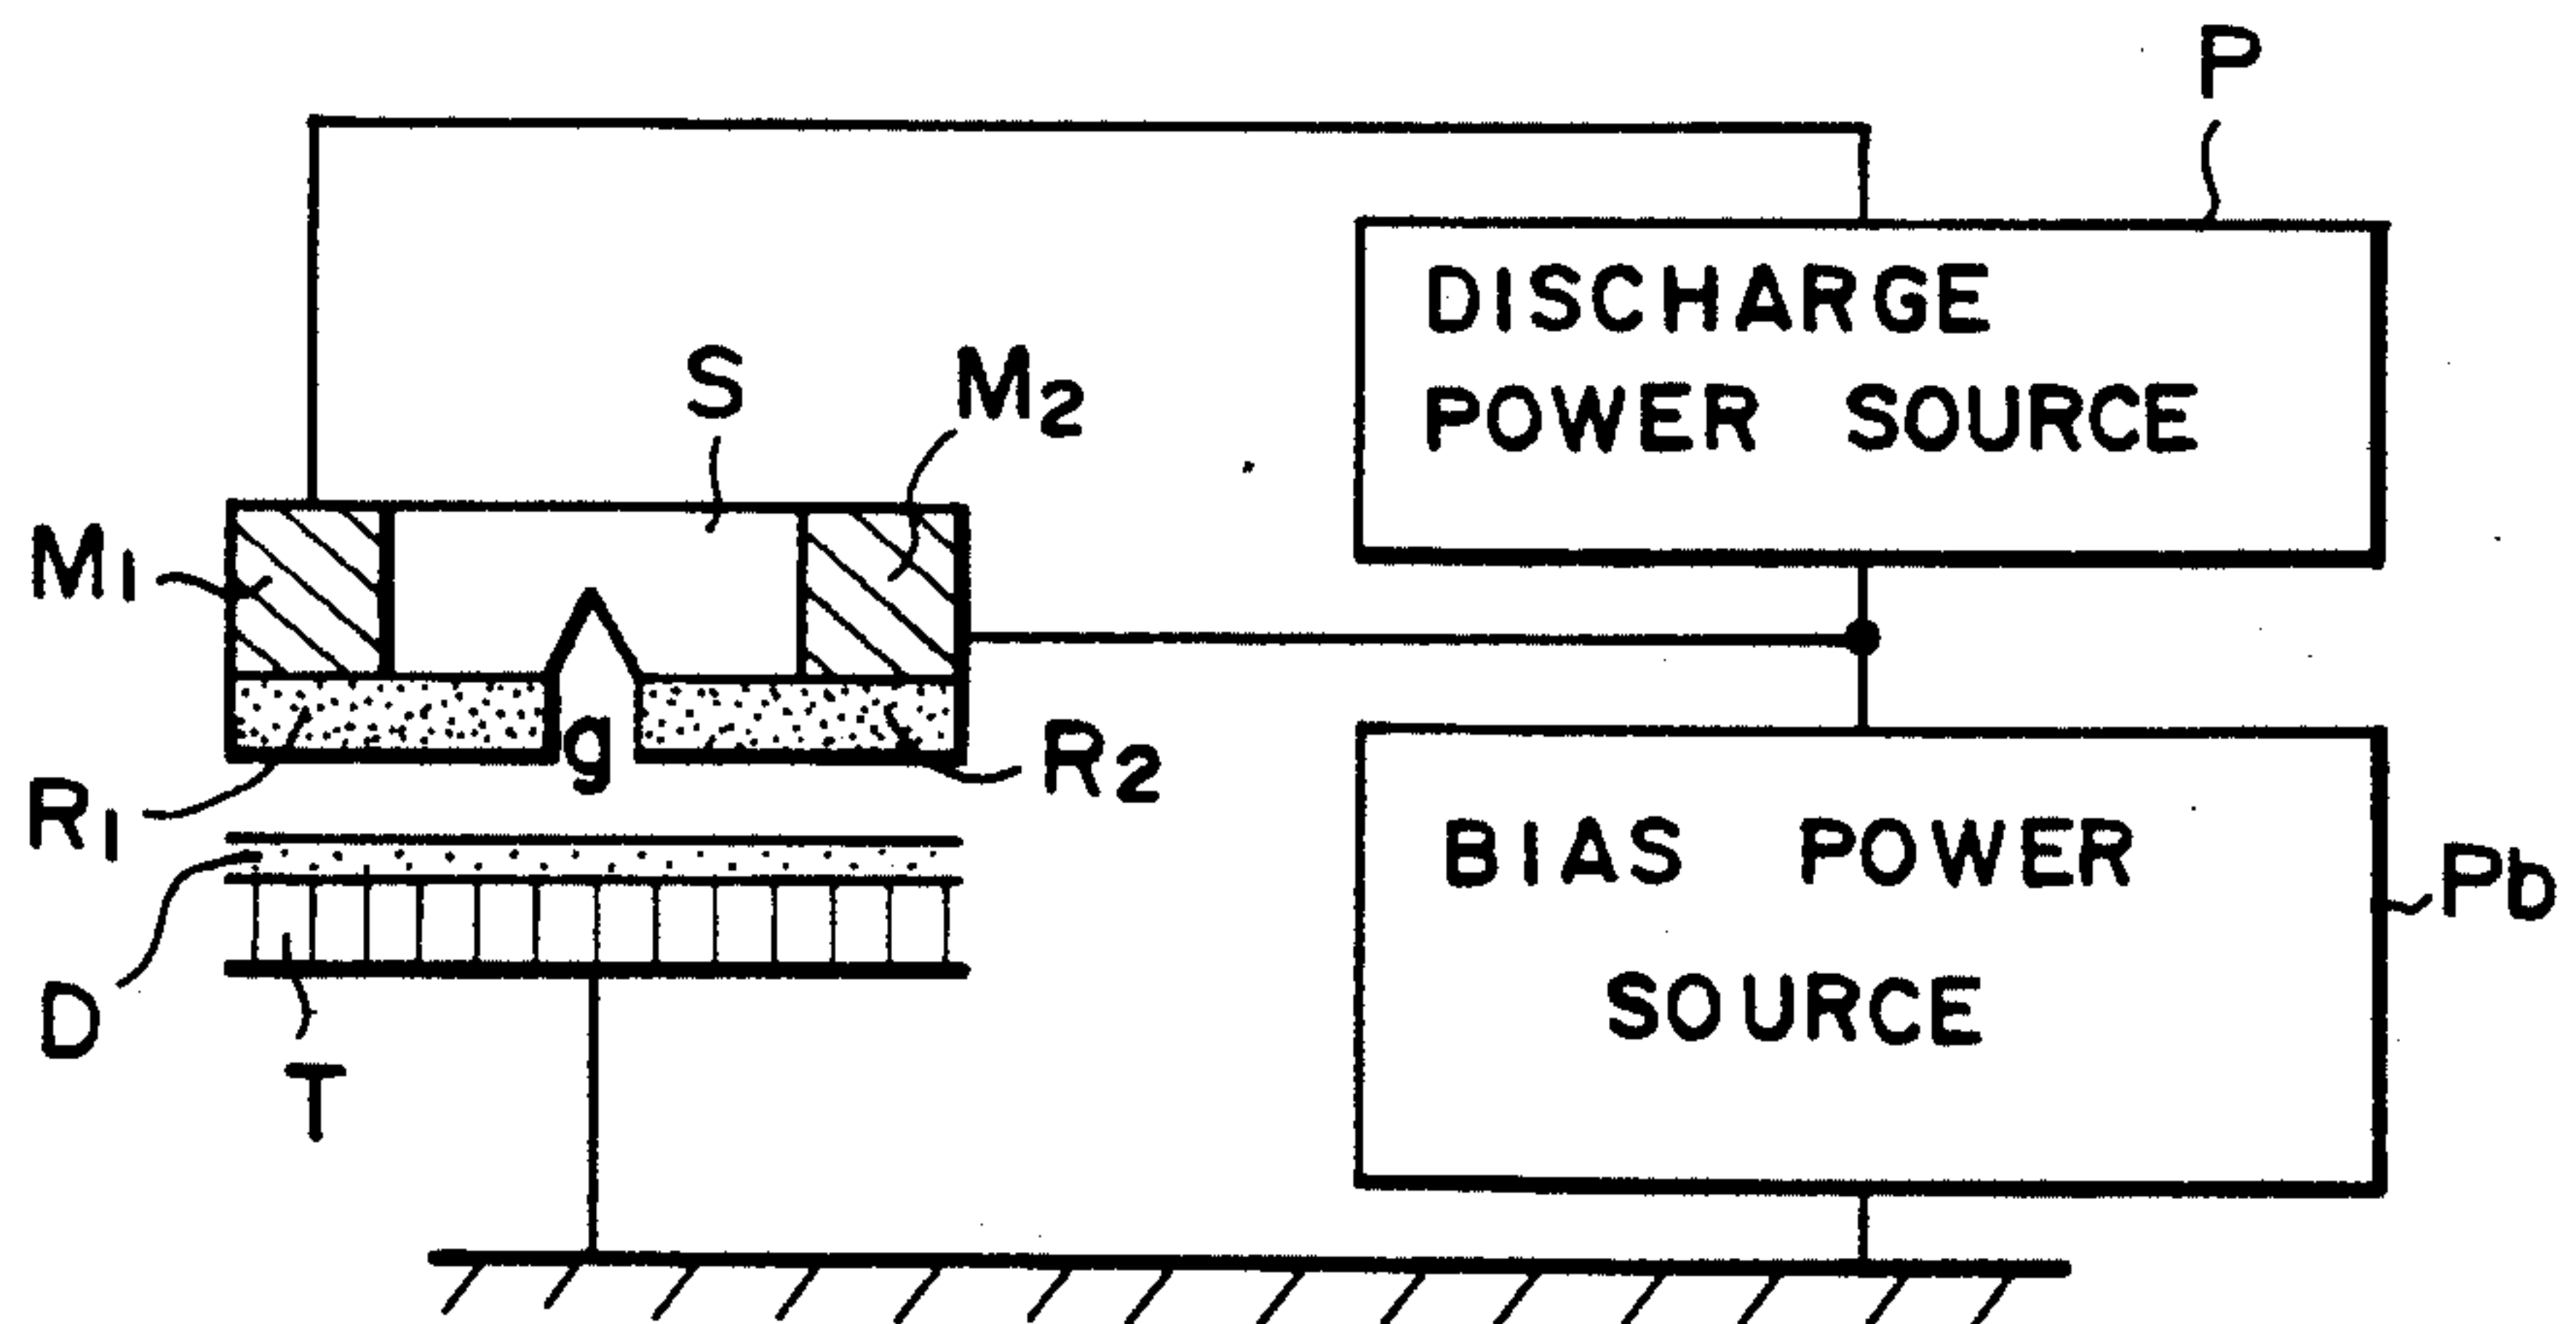 P
DISCHARGE
POWER SOURCE
S
M2
M1
g
R2
R1
BIAS POWER
SOURCE
Pb
D
T